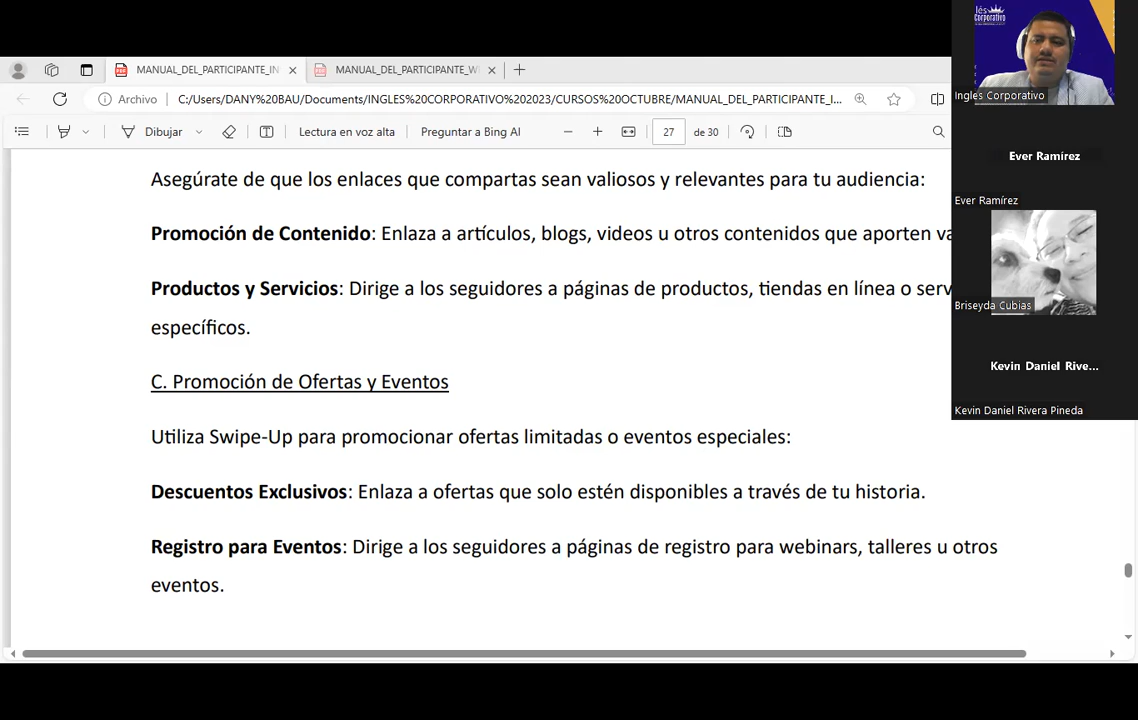 MANUAL_DEL_PARTICIPANTE_IN
MANUAL_DEL_PARTICIPANTE_W
Archivo
C:/Users/DANY%20BAU/Documents/INGLES%20CORPORATIVO%202023/CURSOS%20OCTUBRE/MANUAL_DEL_PARTICIPANTE_I...
Dibujar
Lectura en voz alta
Preguntar a Bing AI
27
de 30
Asegúrate de que los enlaces que compartas sean valiosos y relevantes para tu audiencia:
Promoción de Contenido: Enlaza a artículos, blogs, videos u otros contenidos que aporten va
Productos y Servicios: Dirige a los seguidores a páginas de productos, tiendas en línea o serv
específicos.
C. Promoción de Ofertas y Eventos
Utiliza Swipe-Up para promocionar ofertas limitadas o eventos especiales:
Descuentos Exclusivos: Enlaza a ofertas que solo estén disponibles a través de tu historia.
Registro para Eventos: Dirige a los seguidores a páginas de registro para webinars, talleres u otros
eventos.
lés
Corporativo
Ingles Corporativo
Ever Ramírez
Ever Ramírez
Briseyda Cubias
Kevin Daniel Rive...
Kevin Daniel Rivera Pineda